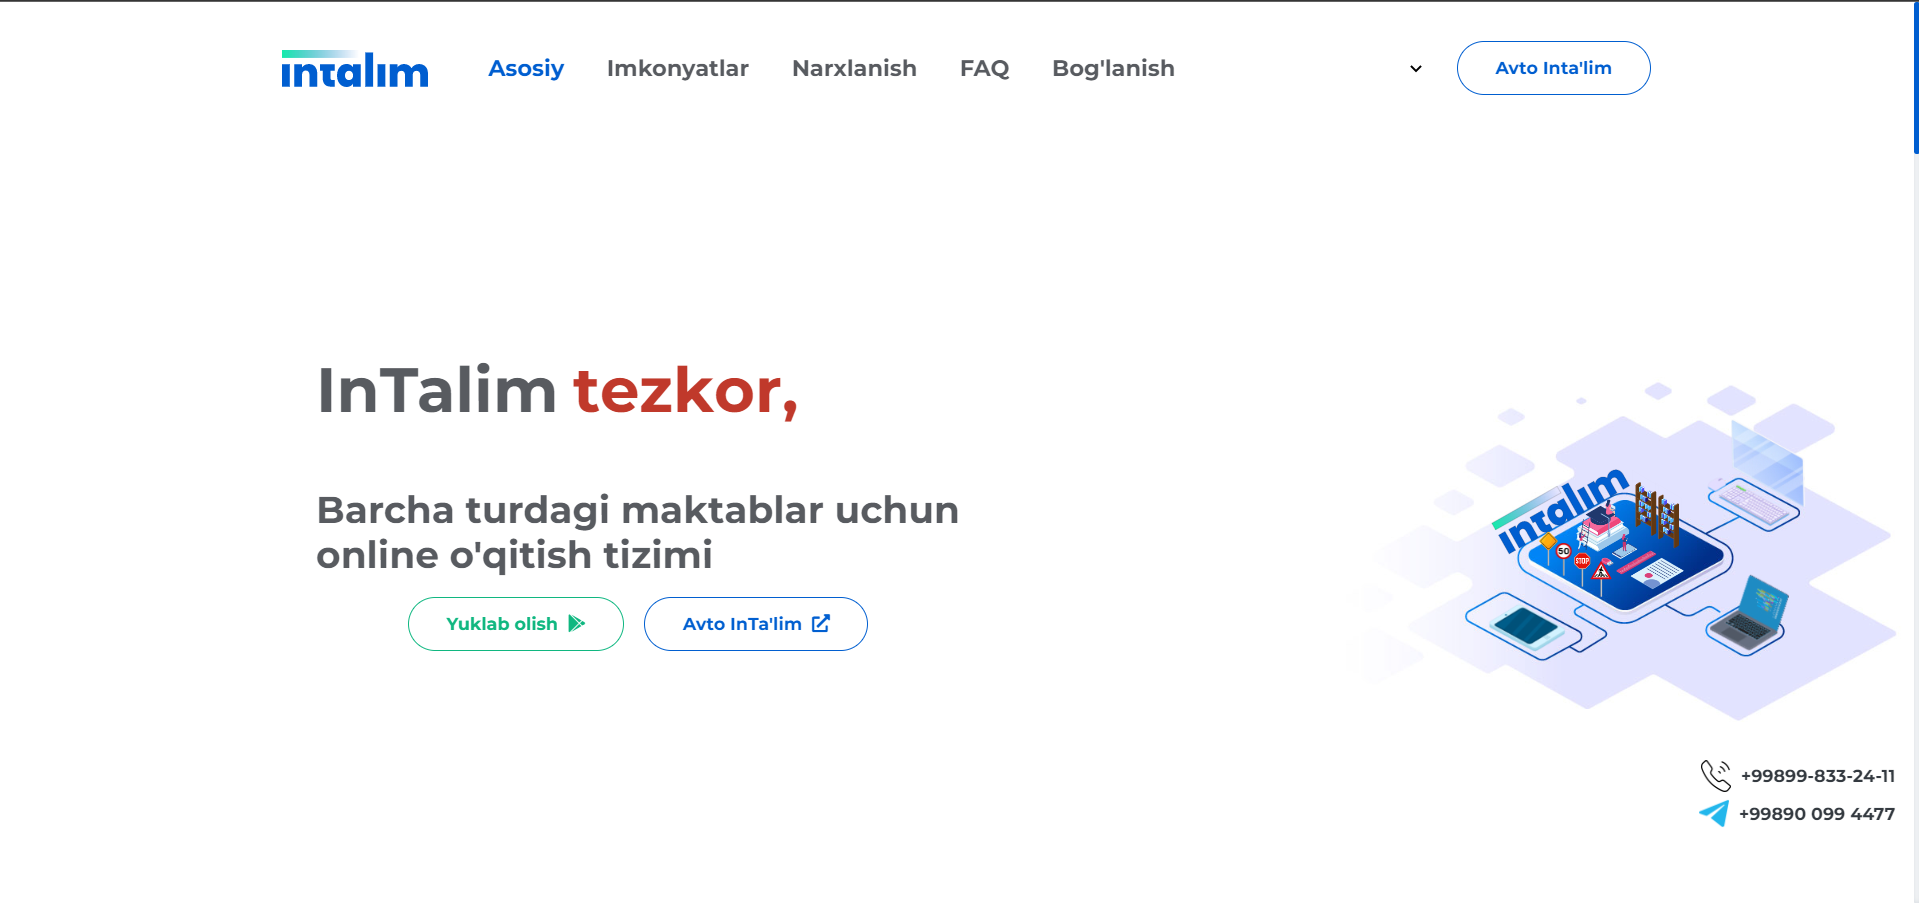 intalim
Asosiy
Imkonyatlar
Narxlanish
FAQ
Bog'lanish
Avto Inta'lim
InTalim tezkor,
Barcha turdagi maktablar uchun
online o'qitish tizimi
Yuklab olish
Avto InTa'lim
intalim
50
STOP
+99899-833-24-11
+99890 099 4477